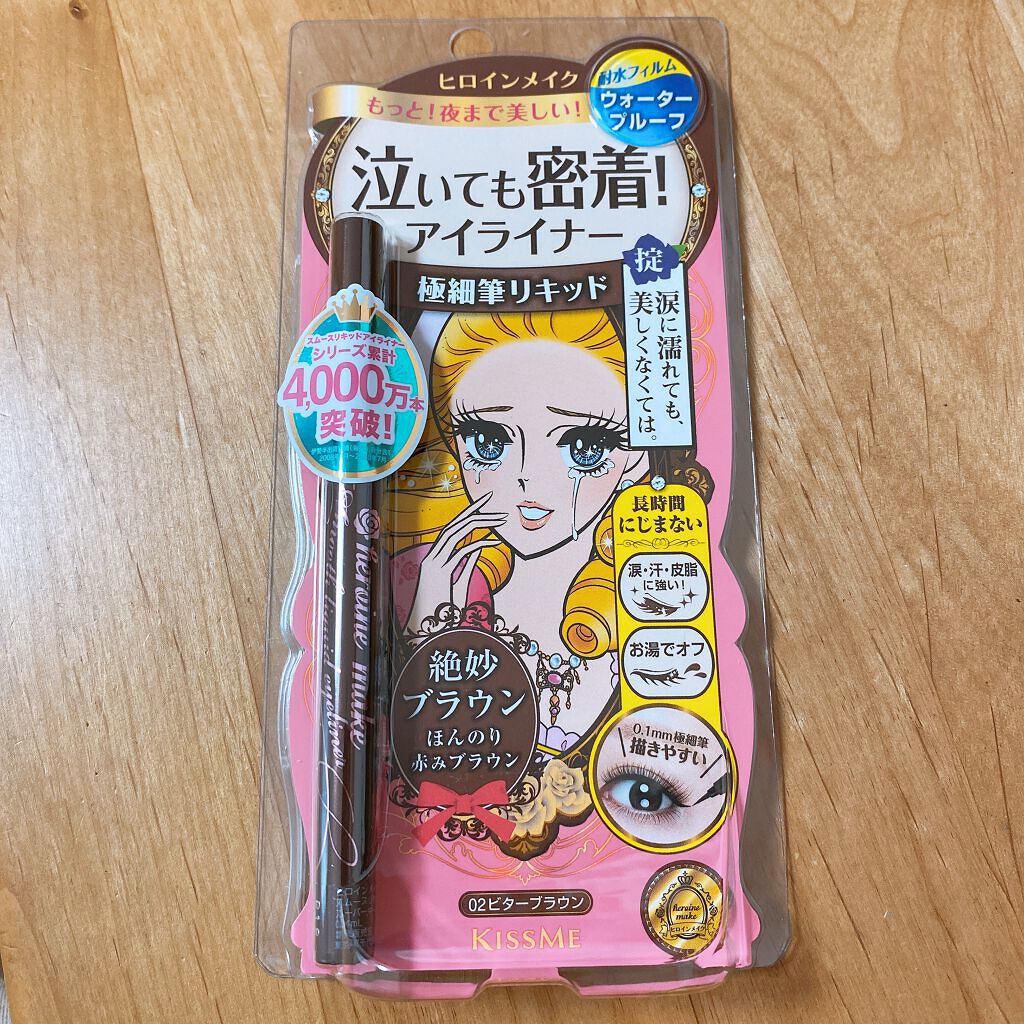 ヒロインメイク
もっと!夜まで美しい!
耐水フィルム
ウォーター
プルーフ
泣いても密着!
アイライナー
極細筆リキッド
掟
涙に濡れても、
美しくなくては。
スムースリキッドアイライナー
シリーズ累計
4,000万本
突破!
長時間
にじまない
涙・汗・皮脂
に強い!
お湯でオフ
0.1mm極細筆
描きやすい
絶妙
ブラウン
ほんのり
赤みブラウン
heroine make
Smooth liquid eyeliner
02ビターブラウン
KISSME
heroine
make
ヒロインメイク